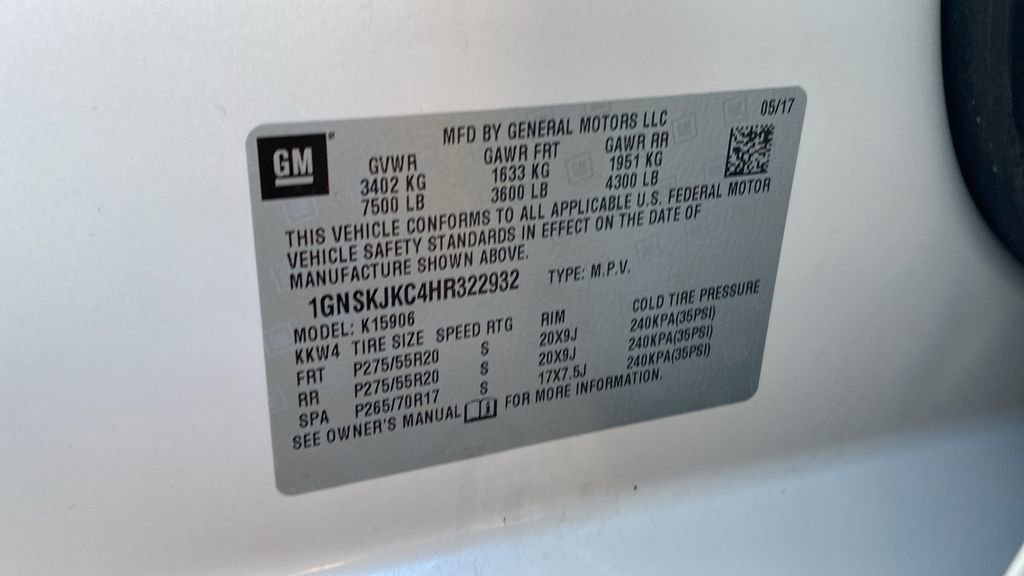 05/17
MFD BY GENERAL MOTORS LLC
GM
GVWR GAWR FRT GAWR RR
3402 KG 1633 KG 1951 KG
7500 LB 3600 LB 4300 LB
THIS VEHICLE CONFORMS TO ALL APPLICABLE U.S. FEDERAL MOTOR
VEHICLE SAFETY STANDARDS IN EFFECT ON THE DATE OF
MANUFACTURE SHOWN ABOVE.
1GNSKJKC4HR322932 TYPE: M.P.V.
MODEL: K15906
KKW4 TIRE SIZE SPEED RTG RIM COLD TIRE PRESSURE
FRT P275/55R20 S 20X9J 240KPA(35PSI)
RR P275/55R20 S 20X9J 240KPA(35PSI)
SPA P265/70R17 S 17X7.5J 240KPA(35PSI)
SEE OWNER'S MANUAL FOR MORE INFORMATION.